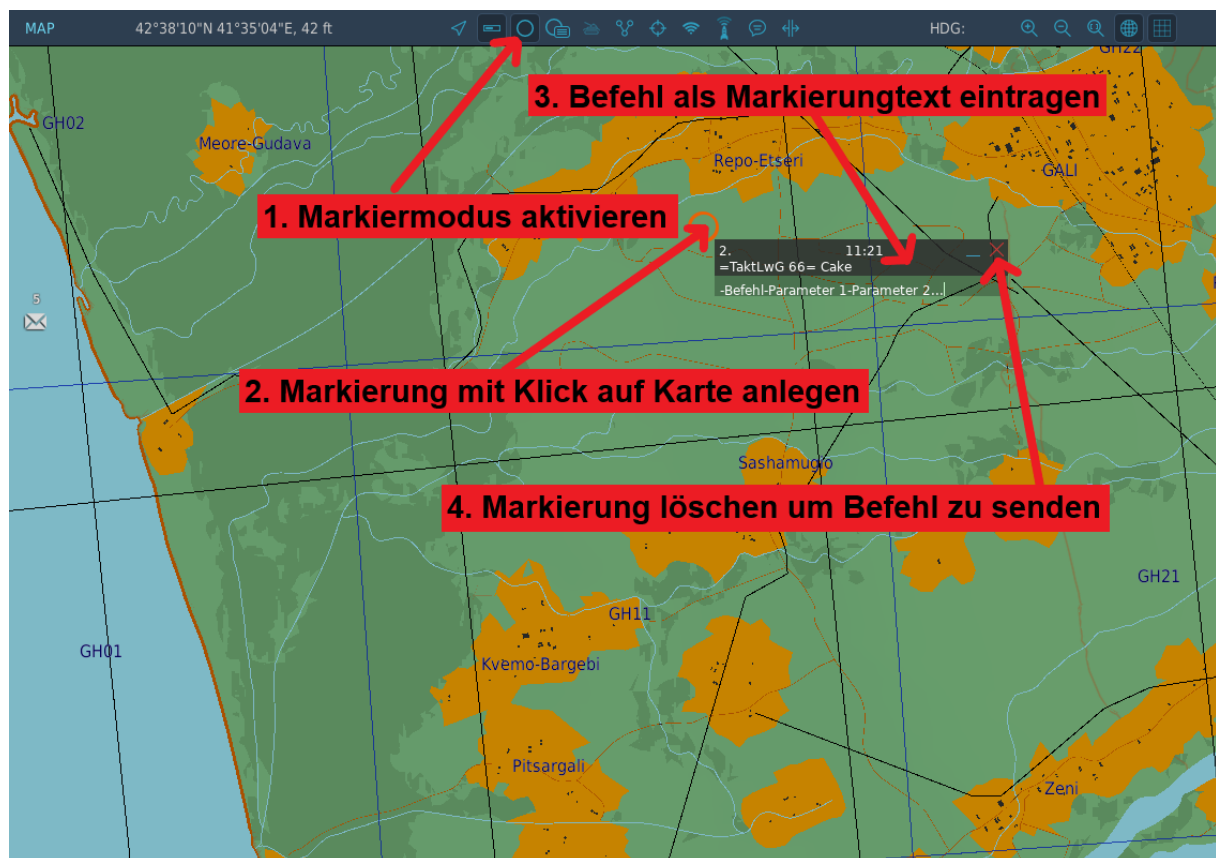 MAP
42°38'10"N 41°35'04"E, 42 ft
HDG:
GH22
3. Befehl als Markierungtext eintragen
GH02
Meore-Gudava
Repo-Etseri
GALI
1. Markiermodus aktivieren
2. 11:21
=TaktLwG 66= Cake
-Befehl-Parameter 1-Parameter 2...
5
2. Markierung mit Klick auf Karte anlegen
Sashamugio
4. Markierung löschen um Befehl zu senden
GH21
GH11
GH01
Kvemo-Bargebi
Pitsargali
Zeni